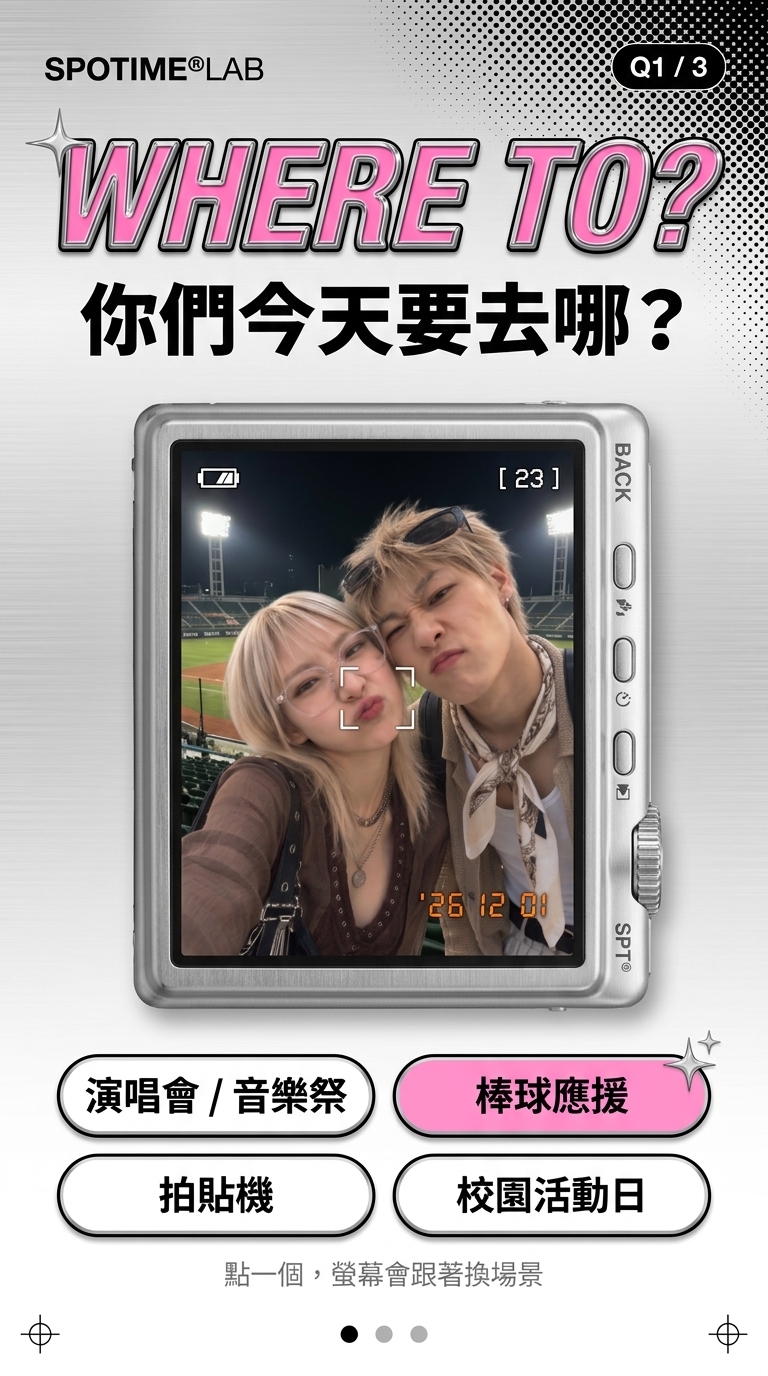 SPOTIME®LAB
Q1 / 3
WHERE TO?
你們今天要去哪？
[ 23 ]
BACK
'26 12 01
SPT®
演唱會 / 音樂祭
棒球應援
拍貼機
校園活動日
點一個，螢幕會跟著換場景